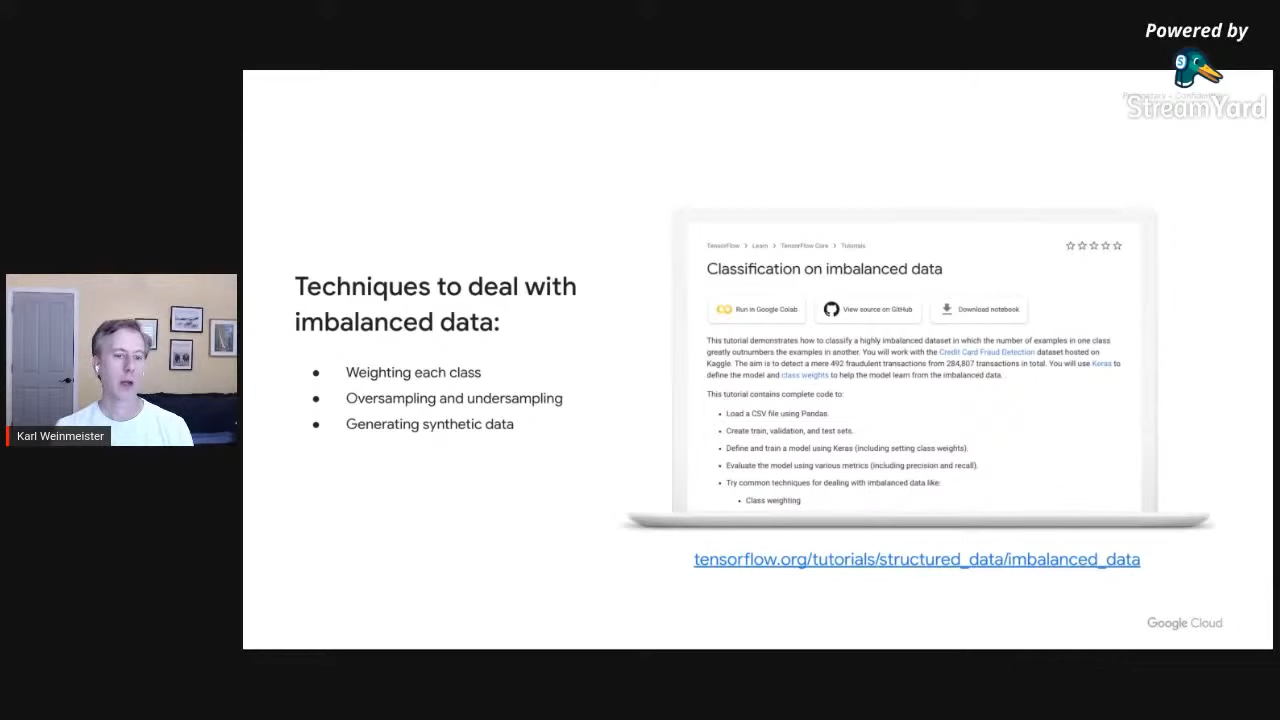 Powered by
S
Proprietary + Confidential
StreamYard
Techniques to deal with
imbalanced data:
● Weighting each class
● Oversampling and undersampling
● Generating synthetic data
TensorFlow > Learn > TensorFlow Core > Tutorials
Classification on imbalanced data
Run in Google Colab View source on GitHub Download notebook
This tutorial demonstrates how to classify a highly imbalanced dataset in which the number of examples in one class
greatly outnumbers the examples in another. You will work with the Credit Card Fraud Detection dataset hosted on
Kaggle. The aim is to detect a mere 492 fraudulent transactions from 284,807 transactions in total. You will use Keras to
define the model and class weights to help the model learn from the imbalanced data. .
This tutorial contains complete code to:
• Load a CSV file using Pandas.
• Create train, validation, and test sets.
• Define and train a model using Keras (including setting class weights).
• Evaluate the model using various metrics (including precision and recall).
• Try common techniques for dealing with imbalanced data like:
• Class weighting
tensorflow.org/tutorials/structured_data/imbalanced_data
Google Cloud
Karl Weinmeister